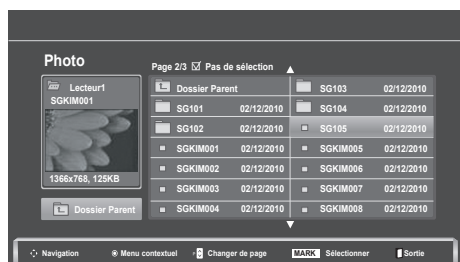 Photo
Page 2/3 ☑ Pas de sélection
Lecteur1
SGKIM001
1366x768, 125KB
Dossier Parent
Dossier Parent
SG101 02/12/2010
SG102 02/12/2010
SGKIM001 02/12/2010
SGKIM002 02/12/2010
SGKIM003 02/12/2010
SGKIM004 02/12/2010
SG103 02/12/2010
SG104 02/12/2010
SG105 02/12/2010
SGKIM005 02/12/2010
SGKIM006 02/12/2010
SGKIM007 02/12/2010
SGKIM008 02/12/2010
Navigation Menu contextuel P Changer de page MARK Sélectionner Sortie